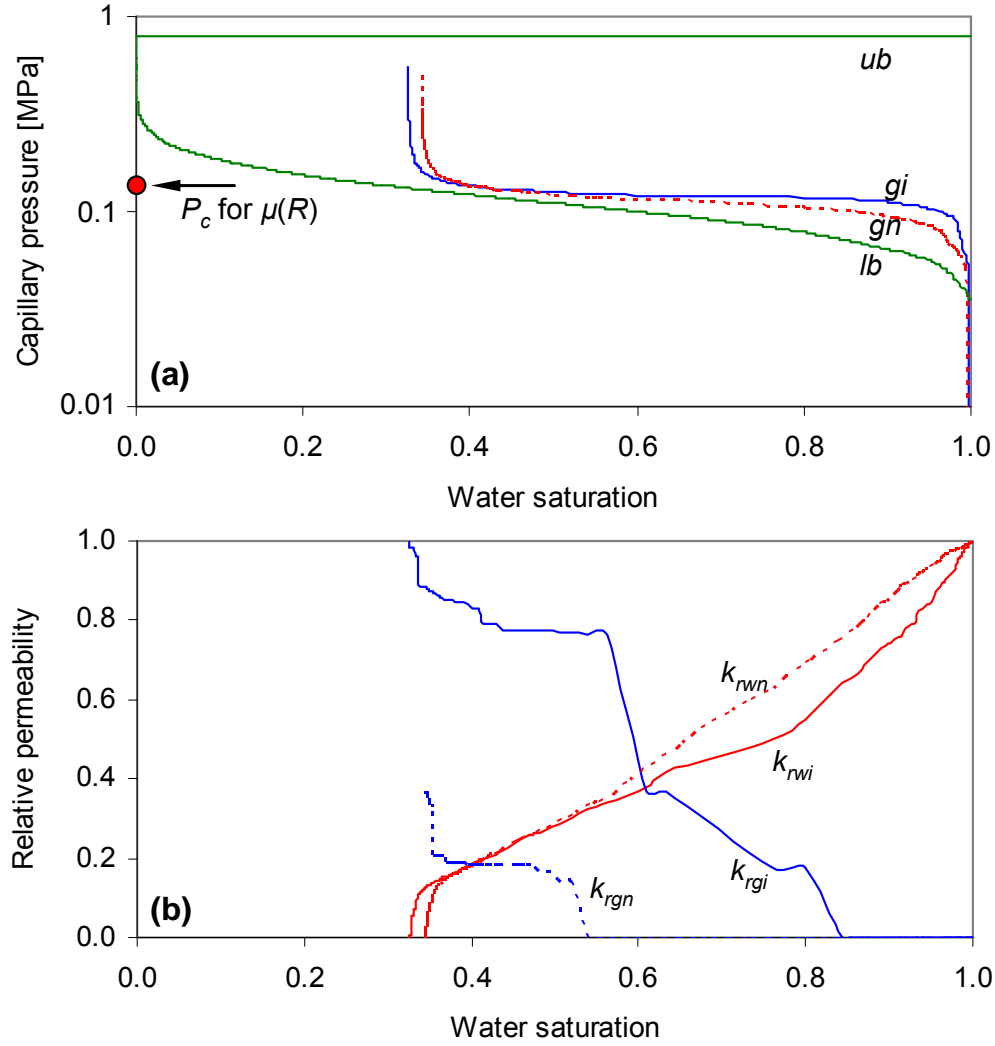 1
ub
Capillary pressure [MPa]
gi
0.1
P_c for μ(R)
gn
lb
(a)
0.01
0.0 0.2 0.4 0.6 0.8 1.0
Water saturation
1.0
0.8
Relative permeability
k_rwn
0.6
k_rwi
0.4
0.2
k_rgn
k_rgi
(b)
0.0
0.0 0.2 0.4 0.6 0.8 1.0
Water saturation